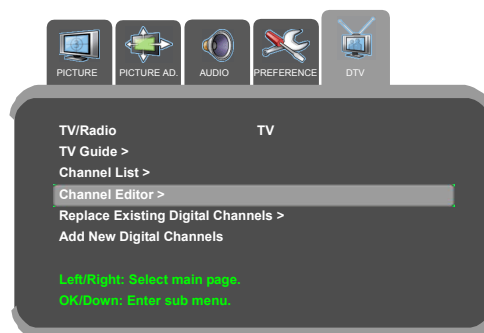 PICTURE PICTURE AD. AUDIO PREFERENCE DTV
TV/Radio TV
TV Guide >
Channel List >
Channel Editor >
Replace Existing Digital Channels >
Add New Digital Channels
Left/Right: Select main page.
OK/Down: Enter sub menu.